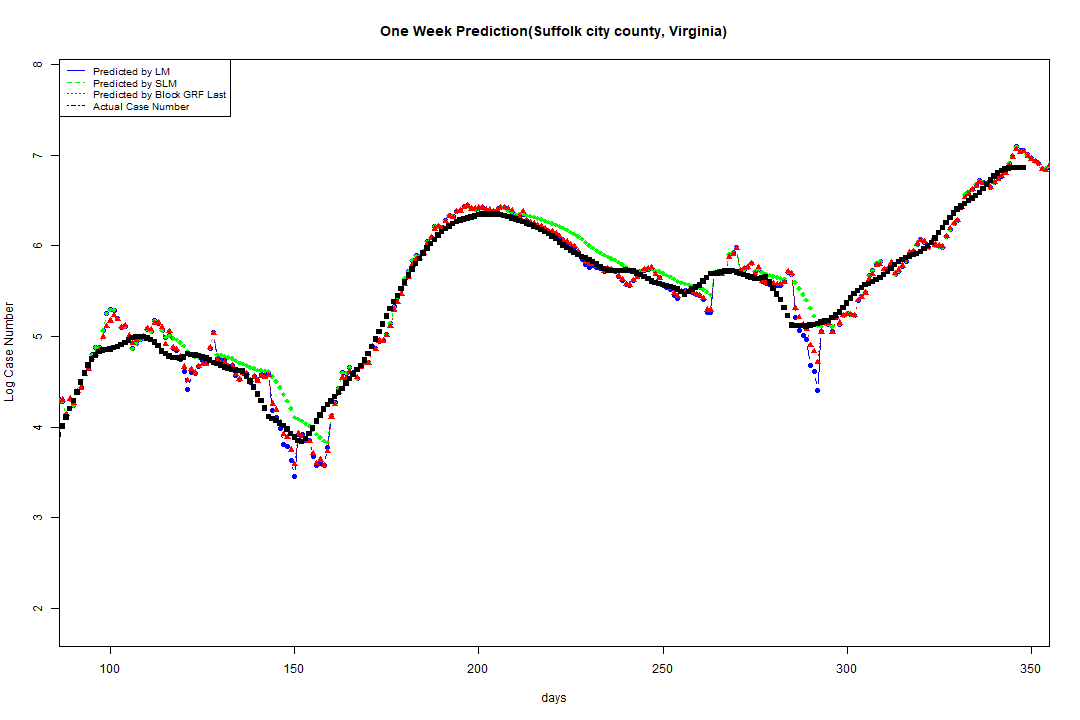 One Week Prediction(Suffolk city county, Virginia)
Predicted by LM
Predicted by SLM
Predicted by Block GRF Last
Actual Case Number
8
7
6
5
4
3
2
Log Case Number
100
150
200
250
300
350
days